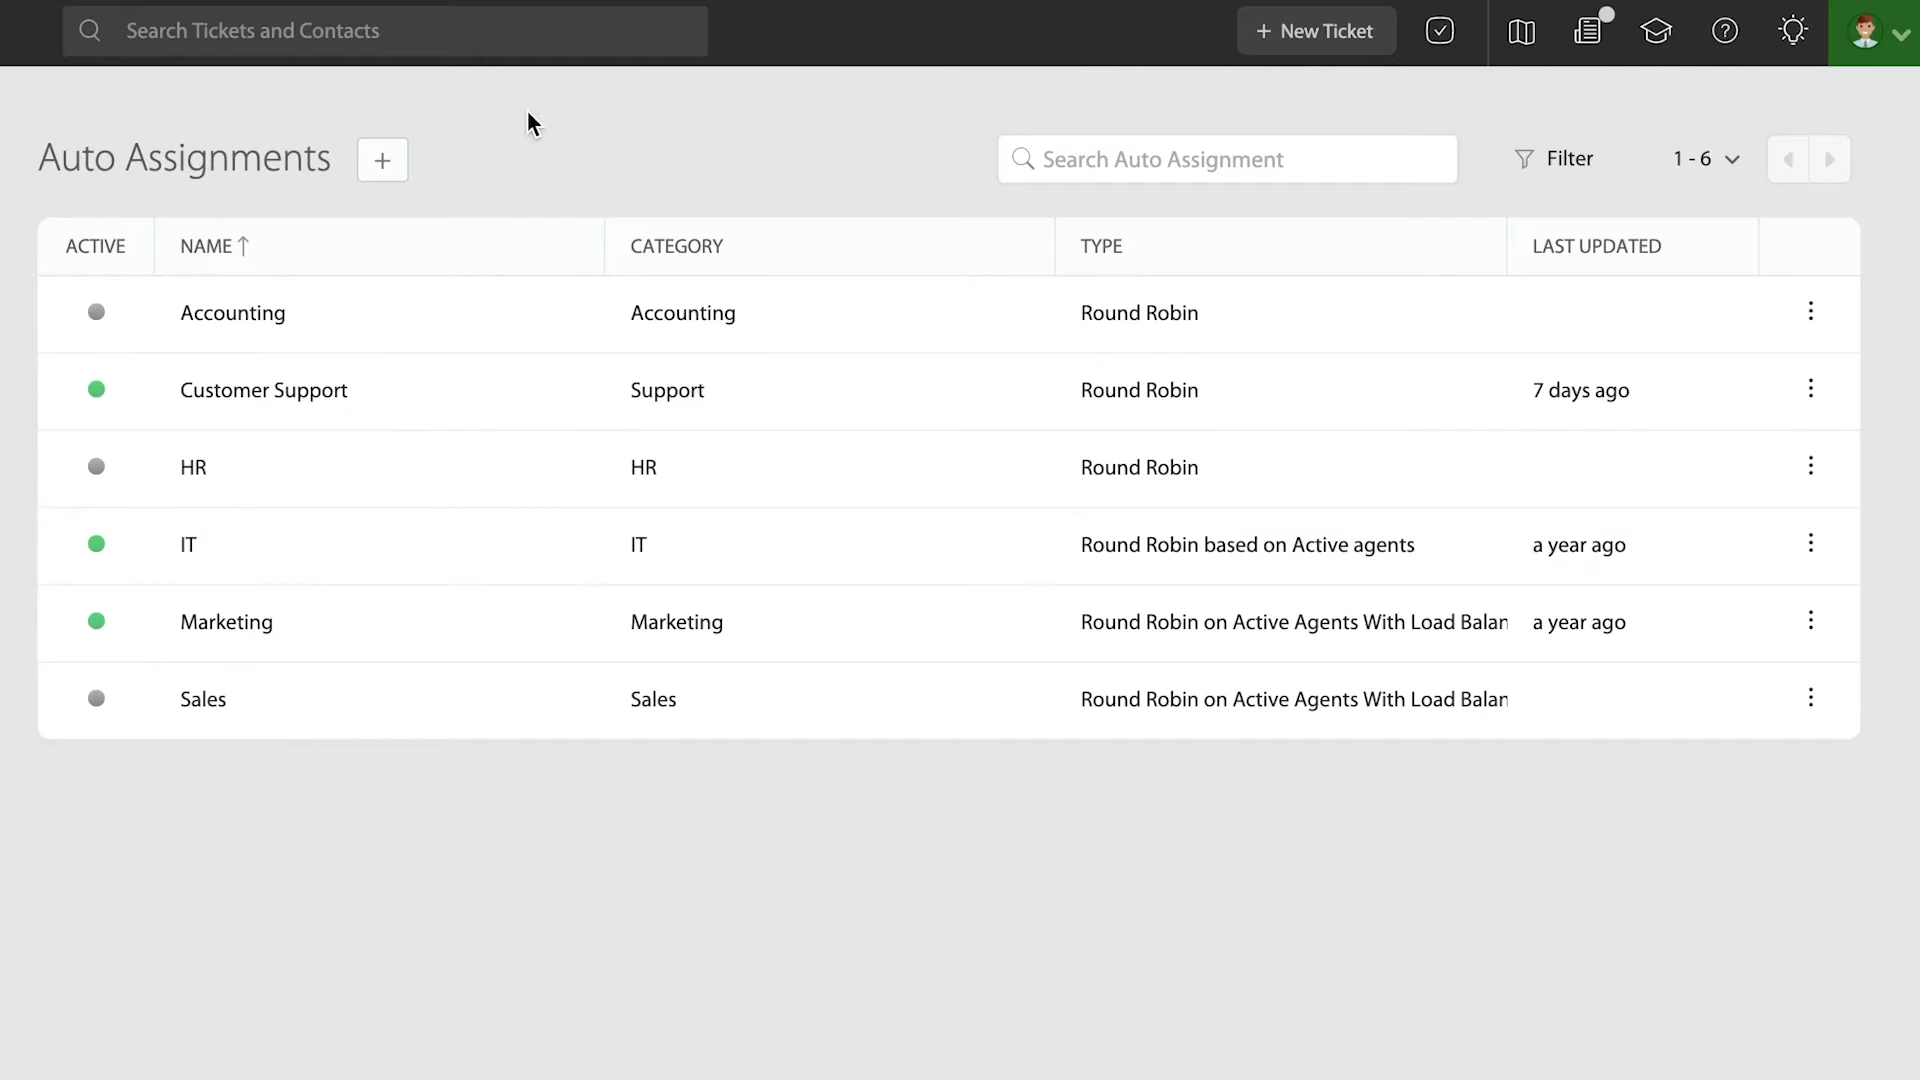 Search Tickets and Contacts
+ New Ticket
Auto Assignments
+
Search Auto Assignment
Filter
1 - 6
ACTIVE NAME ↑ CATEGORY TYPE LAST UPDATED
Accounting Accounting Round Robin
Customer Support Support Round Robin 7 days ago
HR HR Round Robin
IT IT Round Robin based on Active agents a year ago
Marketing Marketing Round Robin on Active Agents With Load Balan a year ago
Sales Sales Round Robin on Active Agents With Load Balan